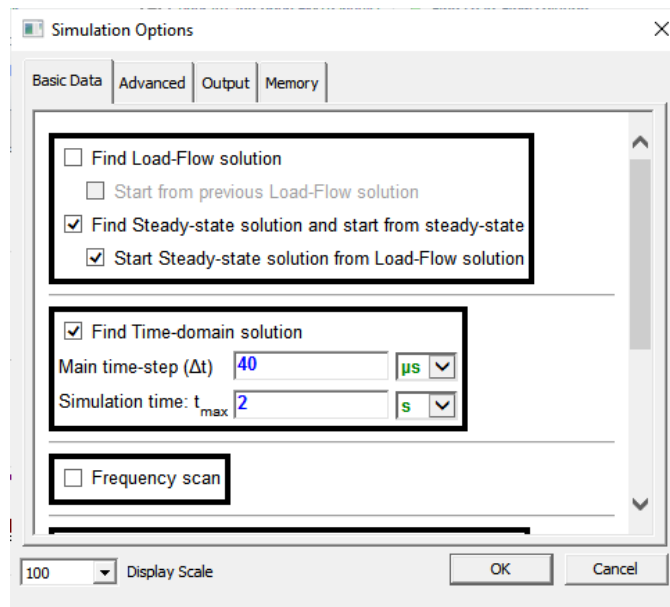 Simulation Options
Basic Data Advanced Output Memory
Find Load-Flow solution
Start from previous Load-Flow solution
Find Steady-state solution and start from steady-state
Start Steady-state solution from Load-Flow solution
Find Time-domain solution
Main time-step (Δt) 40 µs
Simulation time: tmax 2 s
Frequency scan
100 Display Scale OK Cancel